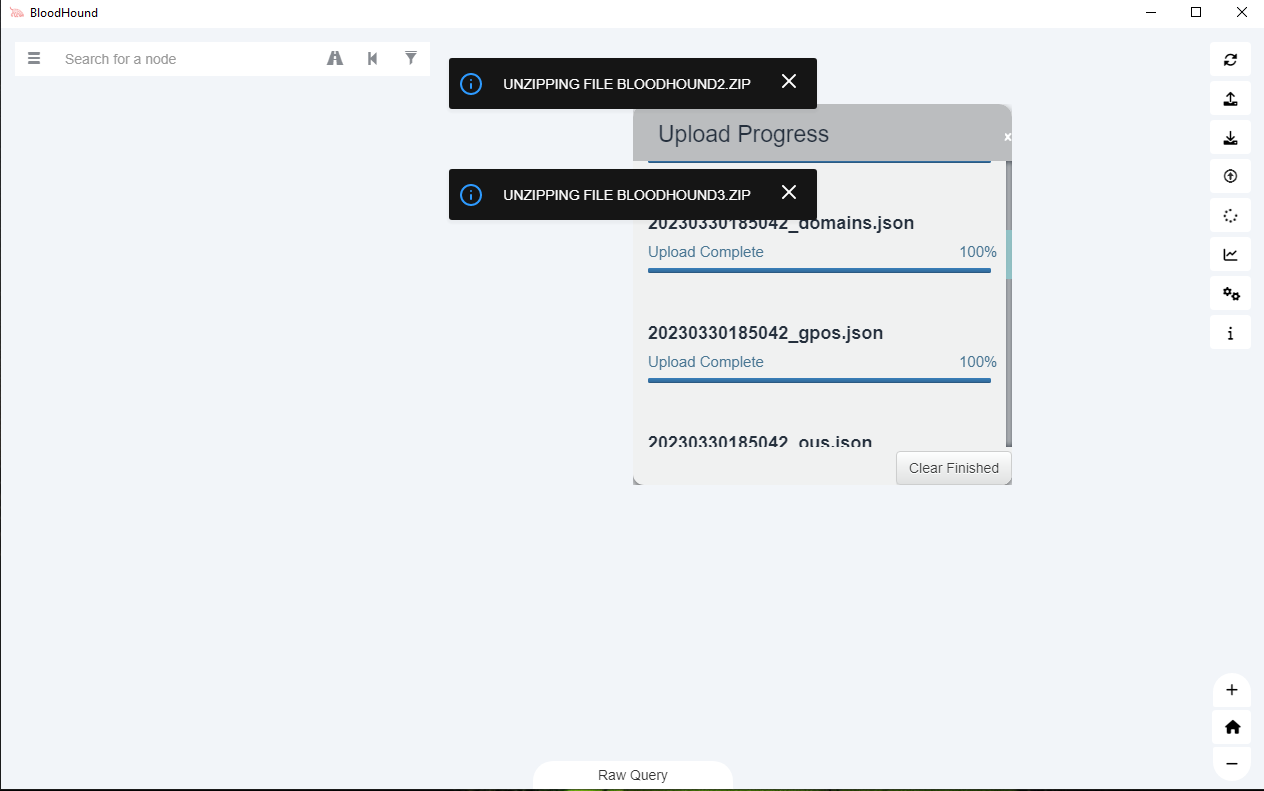 BloodHound
Search for a node
UNZIPPING FILE BLOODHOUND2.ZIP
Upload Progress
UNZIPPING FILE BLOODHOUND3.ZIP
20230330185042_domains.json
Upload Complete 100%
20230330185042_gpos.json
Upload Complete 100%
20230330185042_ous.json
Clear Finished
Raw Query